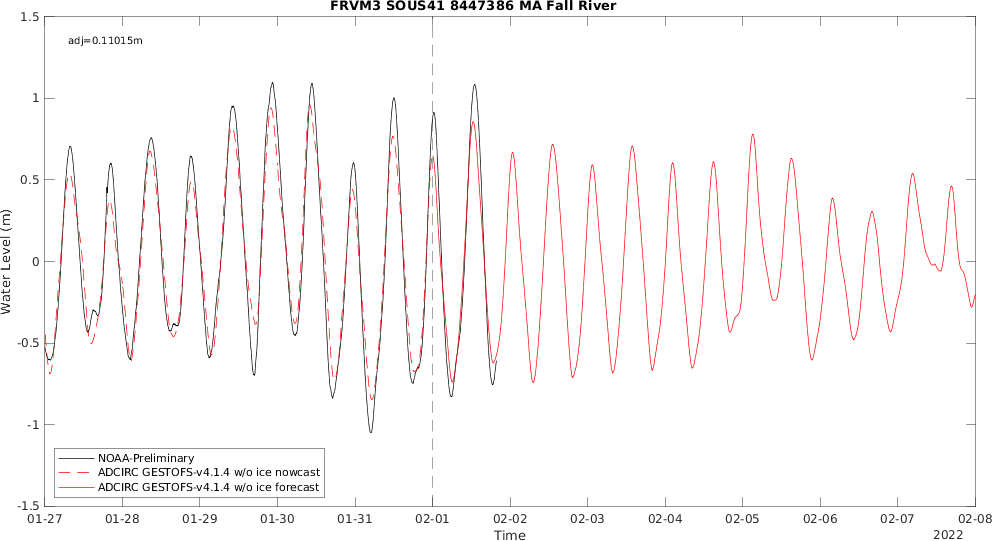 FRVM3 SOUS41 8447386 MA Fall River
adj=0.11015m
1.5
1
0.5
0
-0.5
-1
-1.5
Water Level (m)
NOAA-Preliminary
ADCIRC GESTOFS-v4.1.4 w/o ice nowcast
ADCIRC GESTOFS-v4.1.4 w/o ice forecast
01-27 01-28 01-29 01-30 01-31 02-01 02-02 02-03 02-04 02-05 02-06 02-07 02-08
Time
2022